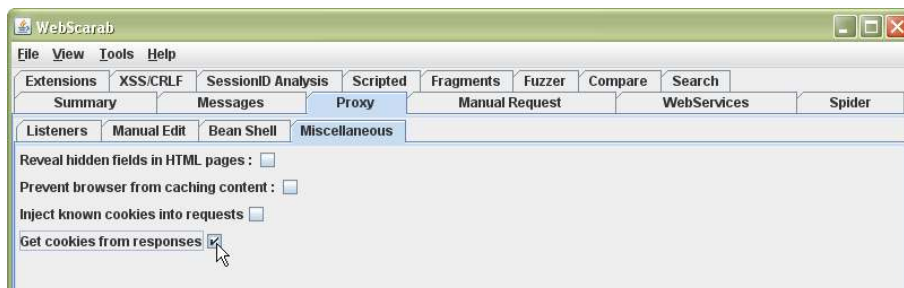 WebScarab
File View Tools Help
Extensions XSS/CRLF SessionID Analysis Scripted Fragments Fuzzer Compare Search
Summary Messages Proxy Manual Request WebServices Spider
Listeners Manual Edit Bean Shell Miscellaneous
Reveal hidden fields in HTML pages :
Prevent browser from caching content :
Inject known cookies into requests
Get cookies from responses